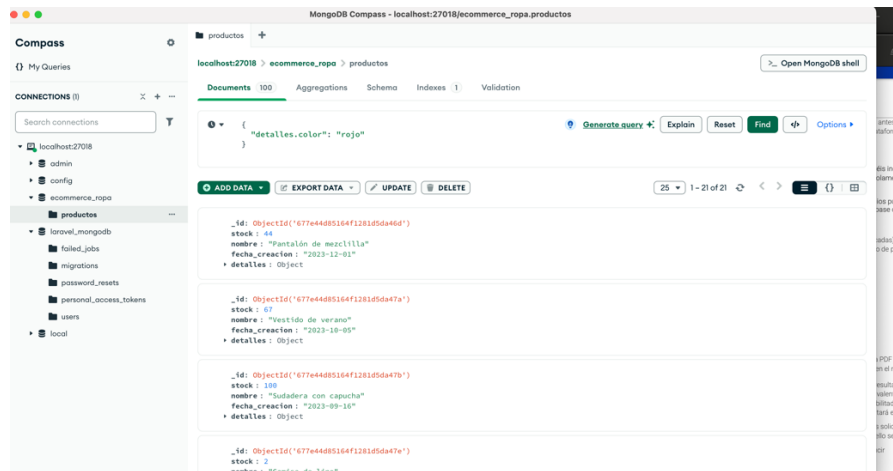 MongoDB Compass - localhost:27018/ecommerce_ropa.productos
Compass
{} My Queries
CONNECTIONS (1)
Search connections
localhost:27018
admin
config
ecommerce_ropa
productos
laravel_mongodb
failed_jobs
migrations
password_resets
personal_access_tokens
users
local
productos
localhost:27018 > ecommerce_ropa > productos
>_ Open MongoDB shell
Documents 100 Aggregations Schema Indexes 1 Validation
{
"detalles.color": "rojo"
}
Generate query Explain Reset Find </> Options
ADD DATA EXPORT DATA UPDATE DELETE
25 1 – 21 of 21
_id: ObjectId('677e44d85164f1281d5da46d')
stock : 44
nombre : "Pantalón de mezclilla"
fecha_creacion : "2023-12-01"
detalles : Object
_id: ObjectId('677e44d85164f1281d5da47a')
stock : 67
nombre : "Vestido de verano"
fecha_creacion : "2023-10-05"
detalles : Object
_id: ObjectId('677e44d85164f1281d5da47b')
stock : 100
nombre : "Sudadera con capucha"
fecha_creacion : "2023-09-16"
detalles : Object
_id: ObjectId('677e44d85164f1281d5da47e')
stock : 2